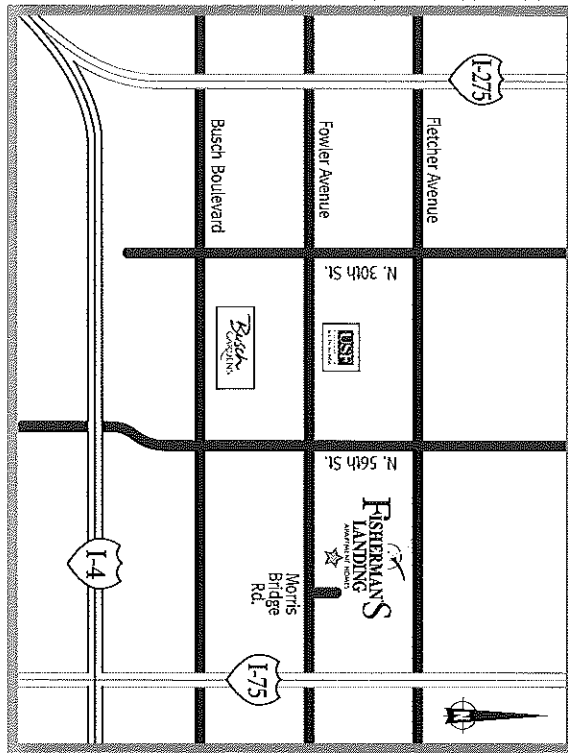 I-275
Fletcher Avenue
Fowler Avenue
Busch Boulevard
N. 30th St.
USF
Busch
GARDENS
N. 56th St.
FISHERMAN'S
LANDING
APARTMENT HOMES
Morris
Bridge
Rd.
I-4
I-75
N